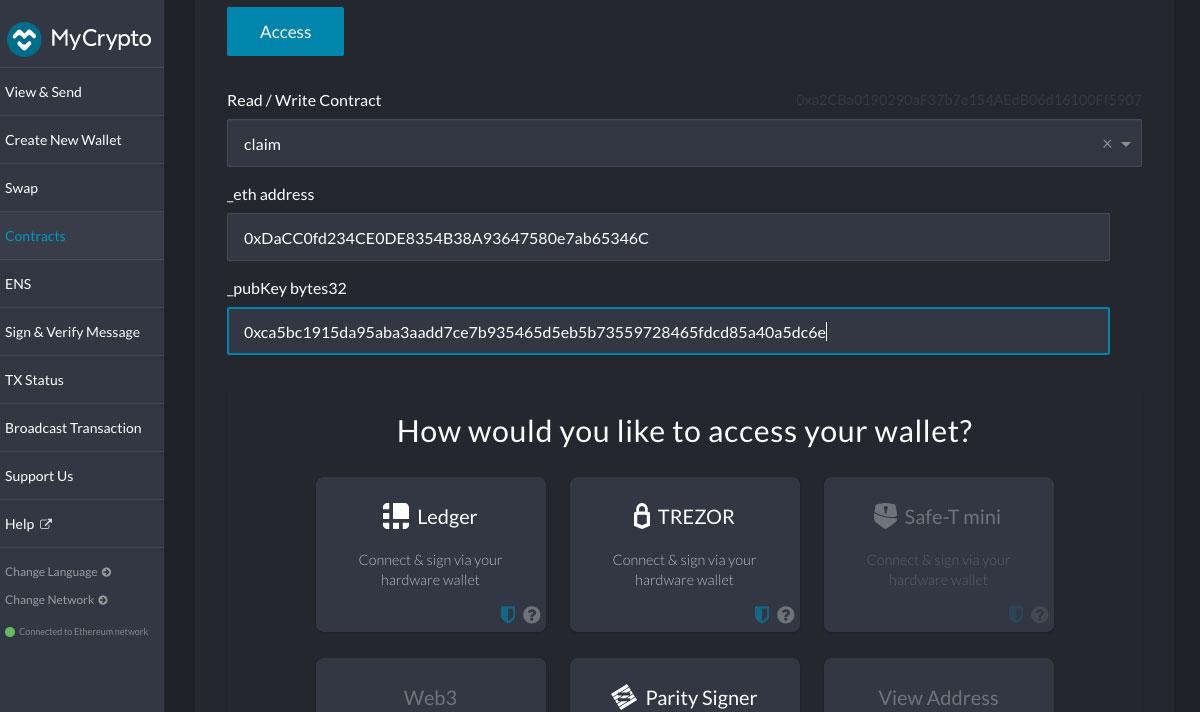 MyCrypto
View & Send
Create New Wallet
Swap
Contracts
ENS
Sign & Verify Message
TX Status
Broadcast Transaction
Support Us
Help
Change Language
Change Network
Connected to Ethereum network
Access
Read / Write Contract
0xa2CBa0190290aF37b7e154AEdB06d16100Ff5907
claim
_eth address
0xDaCC0fd234CE0DE8354B38A93647580e7ab65346C
_pubKey bytes32
0xca5bc1915da95aba3aadd7ce7b935465d5eb5b73559728465fdcd85a40a5dc6e
How would you like to access your wallet?
Ledger
Connect & sign via your
hardware wallet
TREZOR
Connect & sign via your
hardware wallet
Safe-T mini
Connect & sign via your
hardware wallet
Web3
Parity Signer
View Address